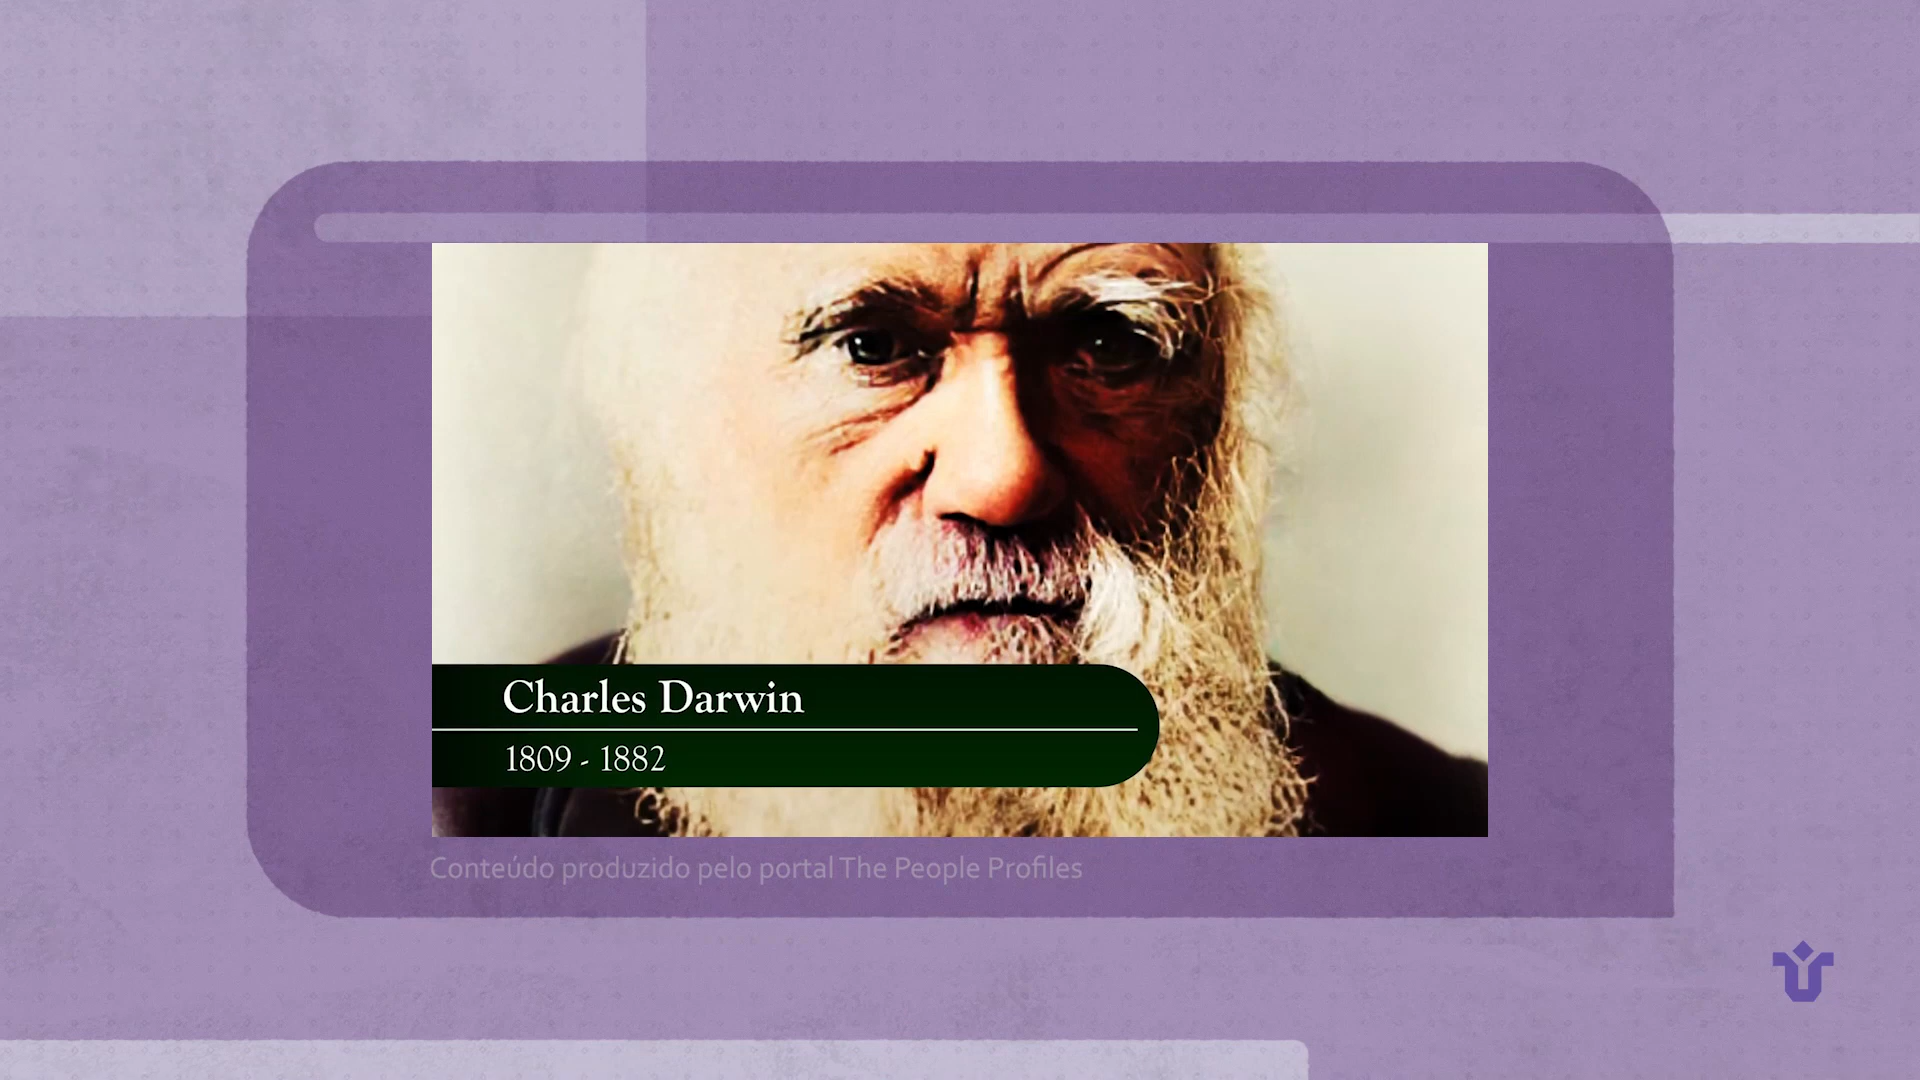 Charles Darwin
1809 - 1882
Conteúdo produzido pelo portal The People Profiles